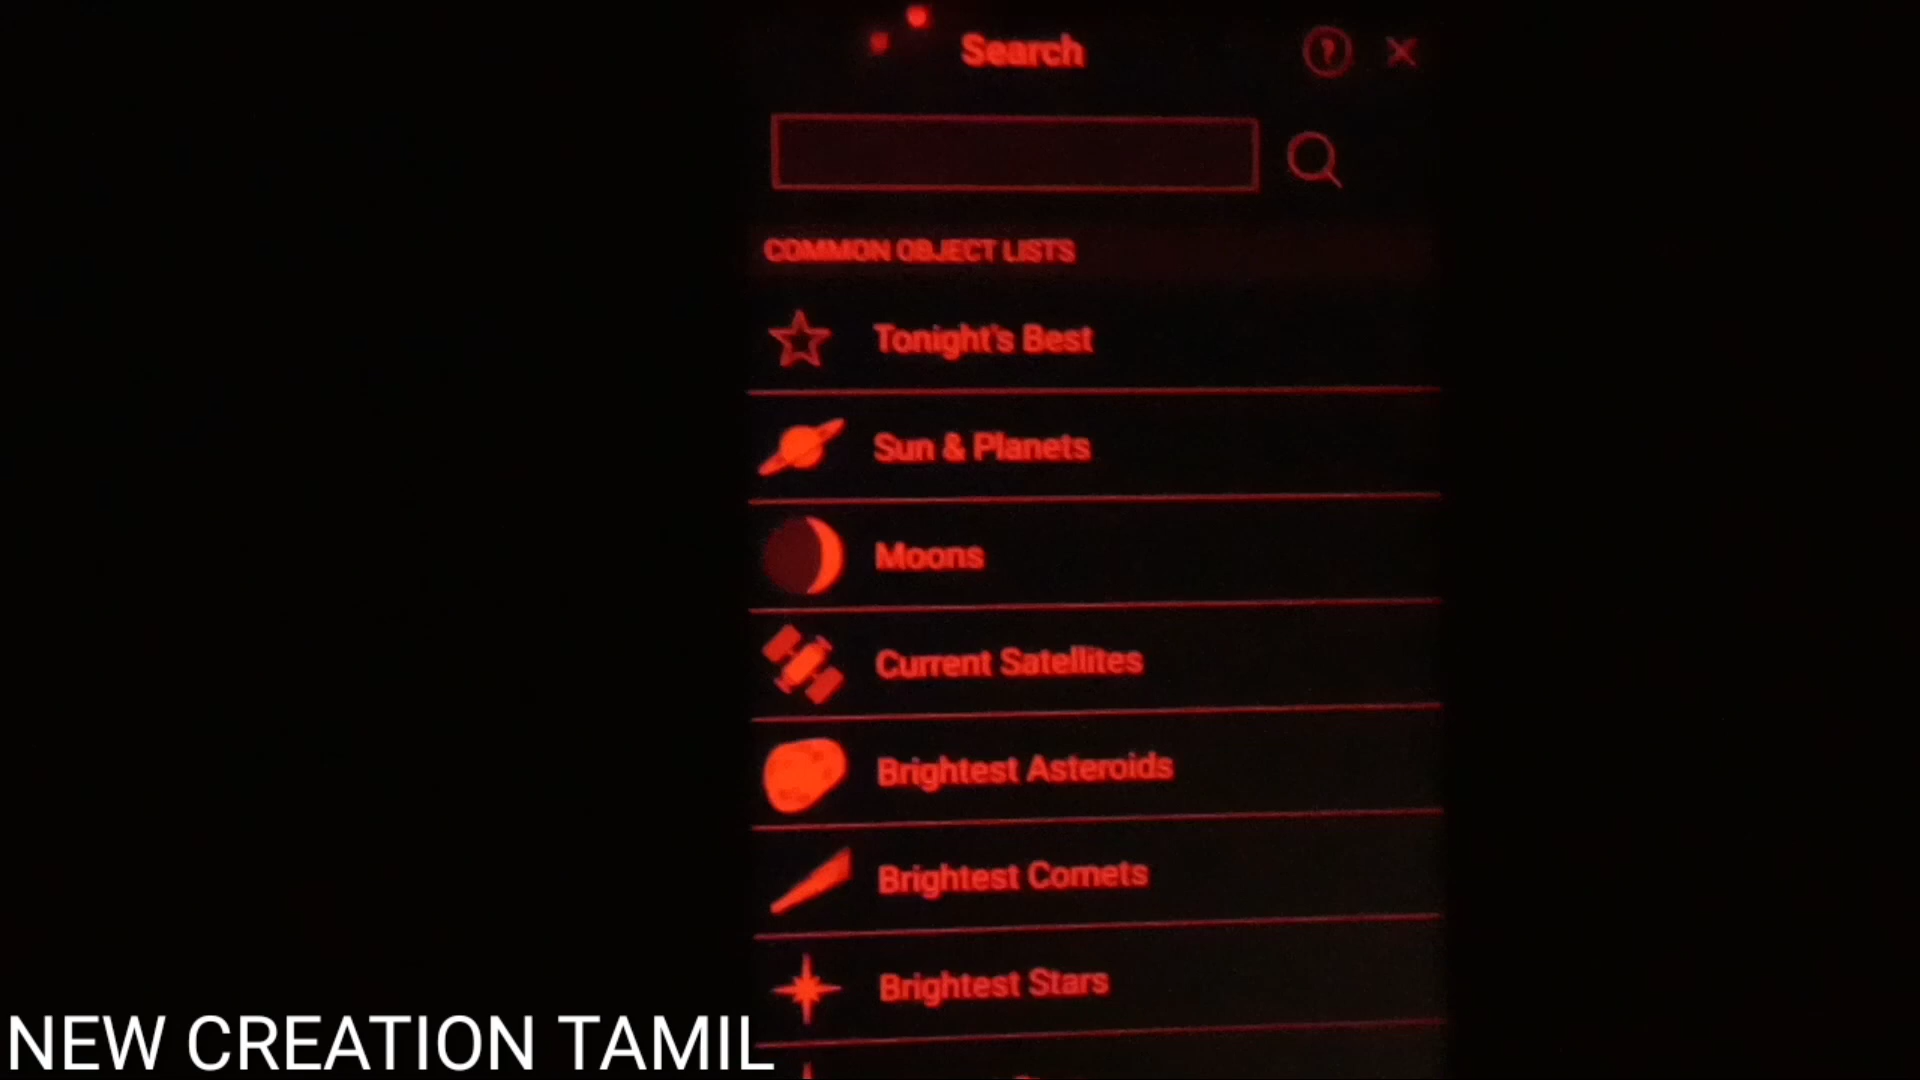 Search
COMMON OBJECT LISTS
Tonight's Best
Sun & Planets
Moons
Current Satellites
Brightest Asteroids
Brightest Comets
Brightest Stars
NEW CREATION TAMIL